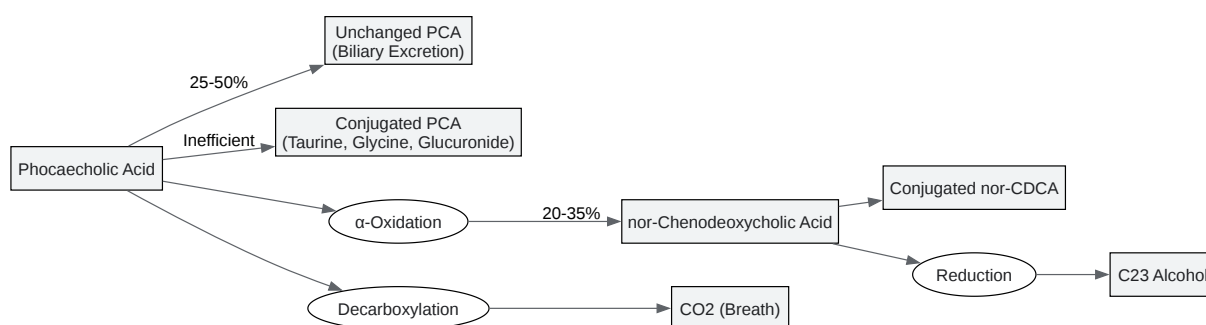 Unchanged PCA
(Biliary Excretion)
25-50%
Conjugated PCA
(Taurine, Glycine, Glucuronide)
Inefficient
Phocaecholic Acid
Conjugated nor-CDCA
α-Oxidation
20-35%
nor-Chenodeoxycholic Acid
Reduction
C23 Alcohol
Decarboxylation
CO2 (Breath)